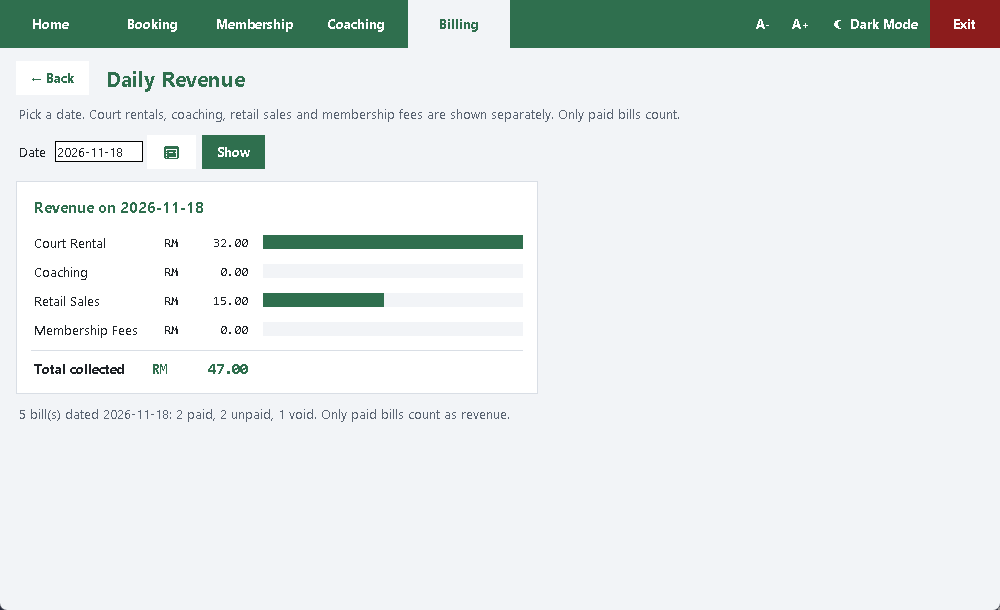 Home Booking Membership Coaching Billing A- A+ ☾ Dark Mode Exit
← Back Daily Revenue
Pick a date. Court rentals, coaching, retail sales and membership fees are shown separately. Only paid bills count.
Date 2026-11-18 Show
Revenue on 2026-11-18
Court Rental RM 32.00
Coaching RM 0.00
Retail Sales RM 15.00
Membership Fees RM 0.00
Total collected RM 47.00
5 bill(s) dated 2026-11-18: 2 paid, 2 unpaid, 1 void. Only paid bills count as revenue.